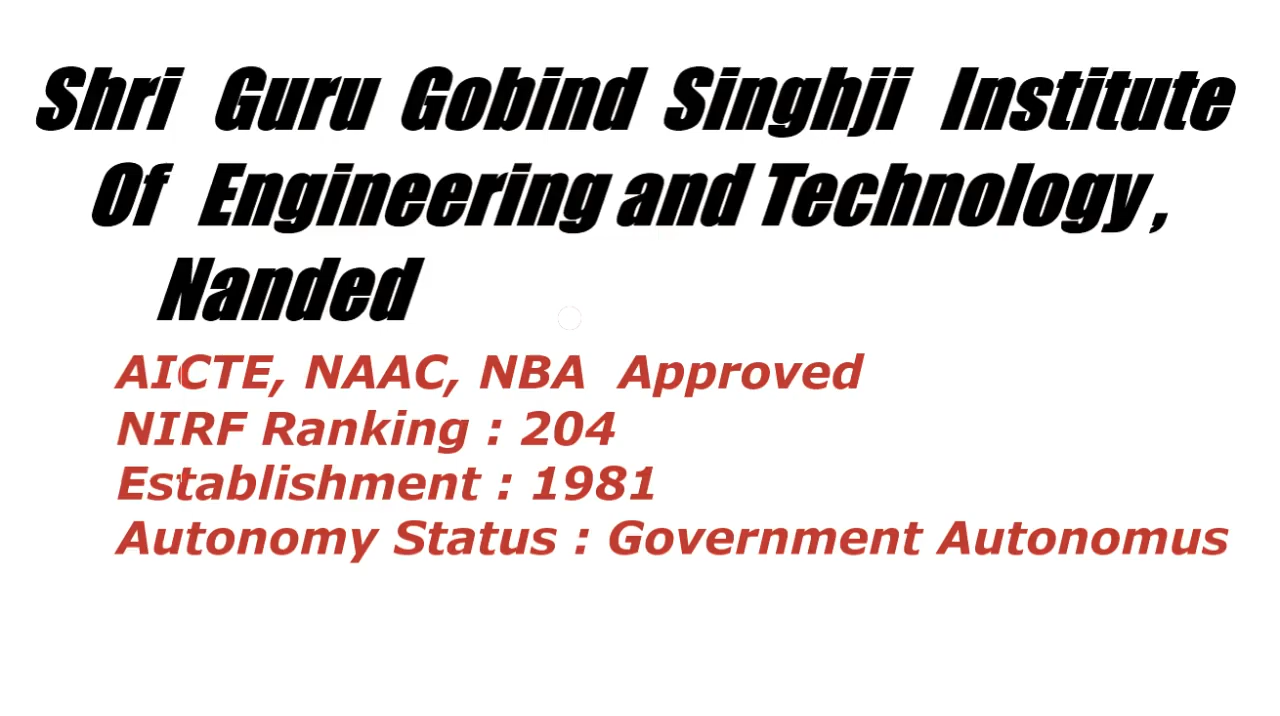 Shri Guru Gobind Singhji Institute
Of Engineering and Technology ,
Nanded
AICTE, NAAC, NBA Approved
NIRF Ranking : 204
Establishment : 1981
Autonomy Status : Government Autonomus